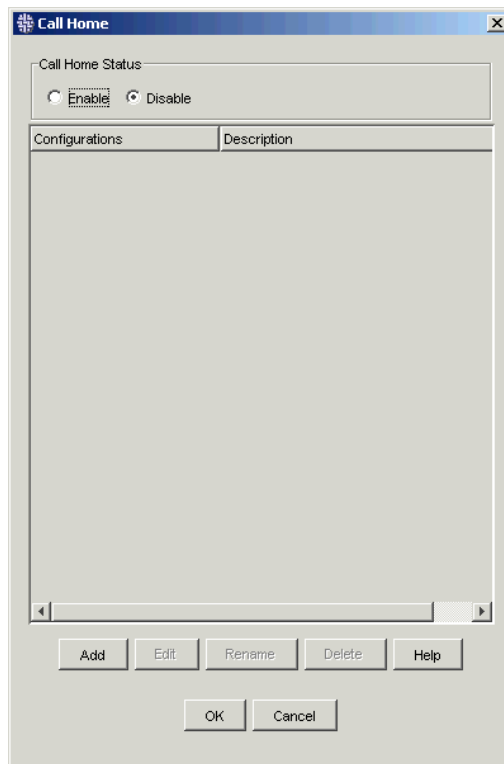 Call Home
Call Home Status
Enable Disable
Configurations Description
Add Edit Rename Delete Help
OK Cancel